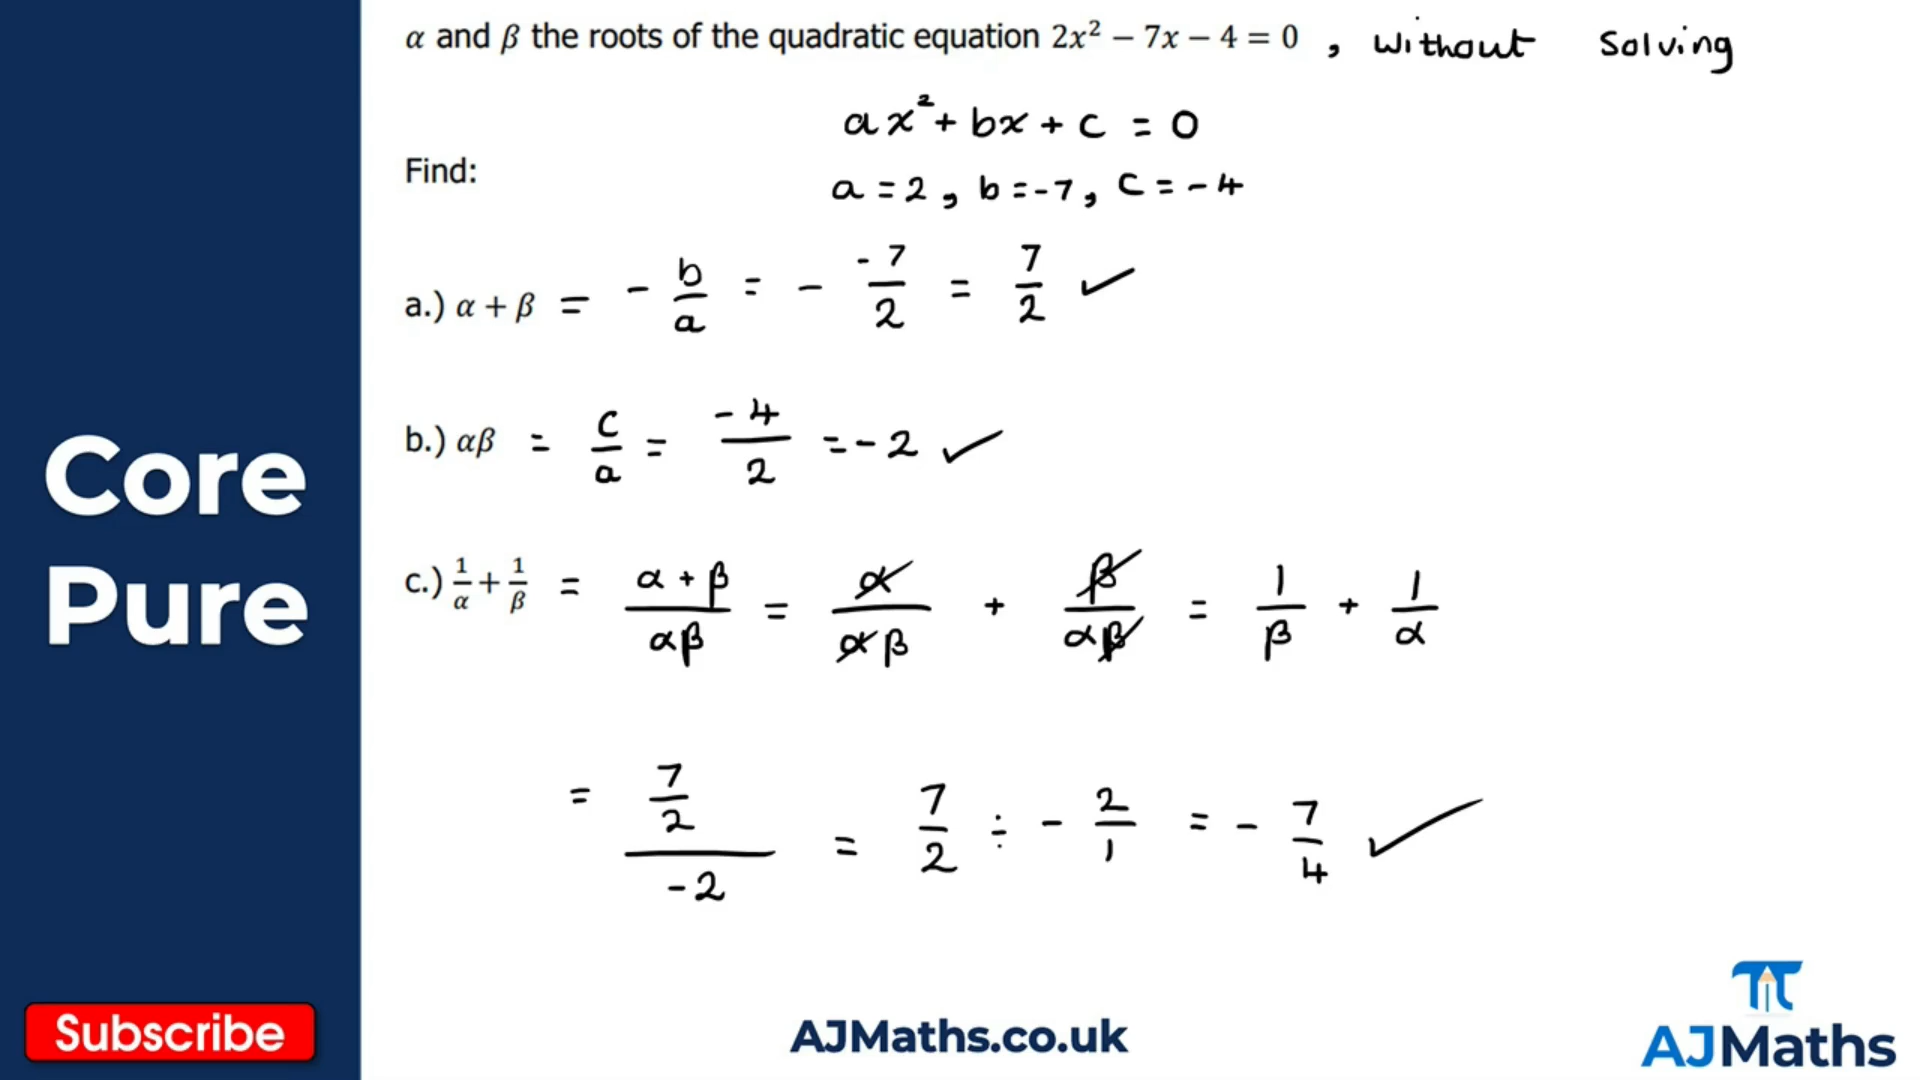 α and β the roots of the quadratic equation 2x² − 7x − 4 = 0 , without solving
ax² + bx + c = 0
Find:
a = 2 , b = -7 , c = -4
a.) α + β = - b/a = - -7/2 = 7/2 ✓
b.) αβ = c/a = -4/2 = -2 ✓
Core
Pure
c.) 1/α + 1/β = α + β/αβ = α/αβ + β/αβ = 1/β + 1/α
= 7/2/-2 = 7/2 ÷ - 2/1 = - 7/4 ✓
Subscribe
AJMaths.co.uk
AJMaths